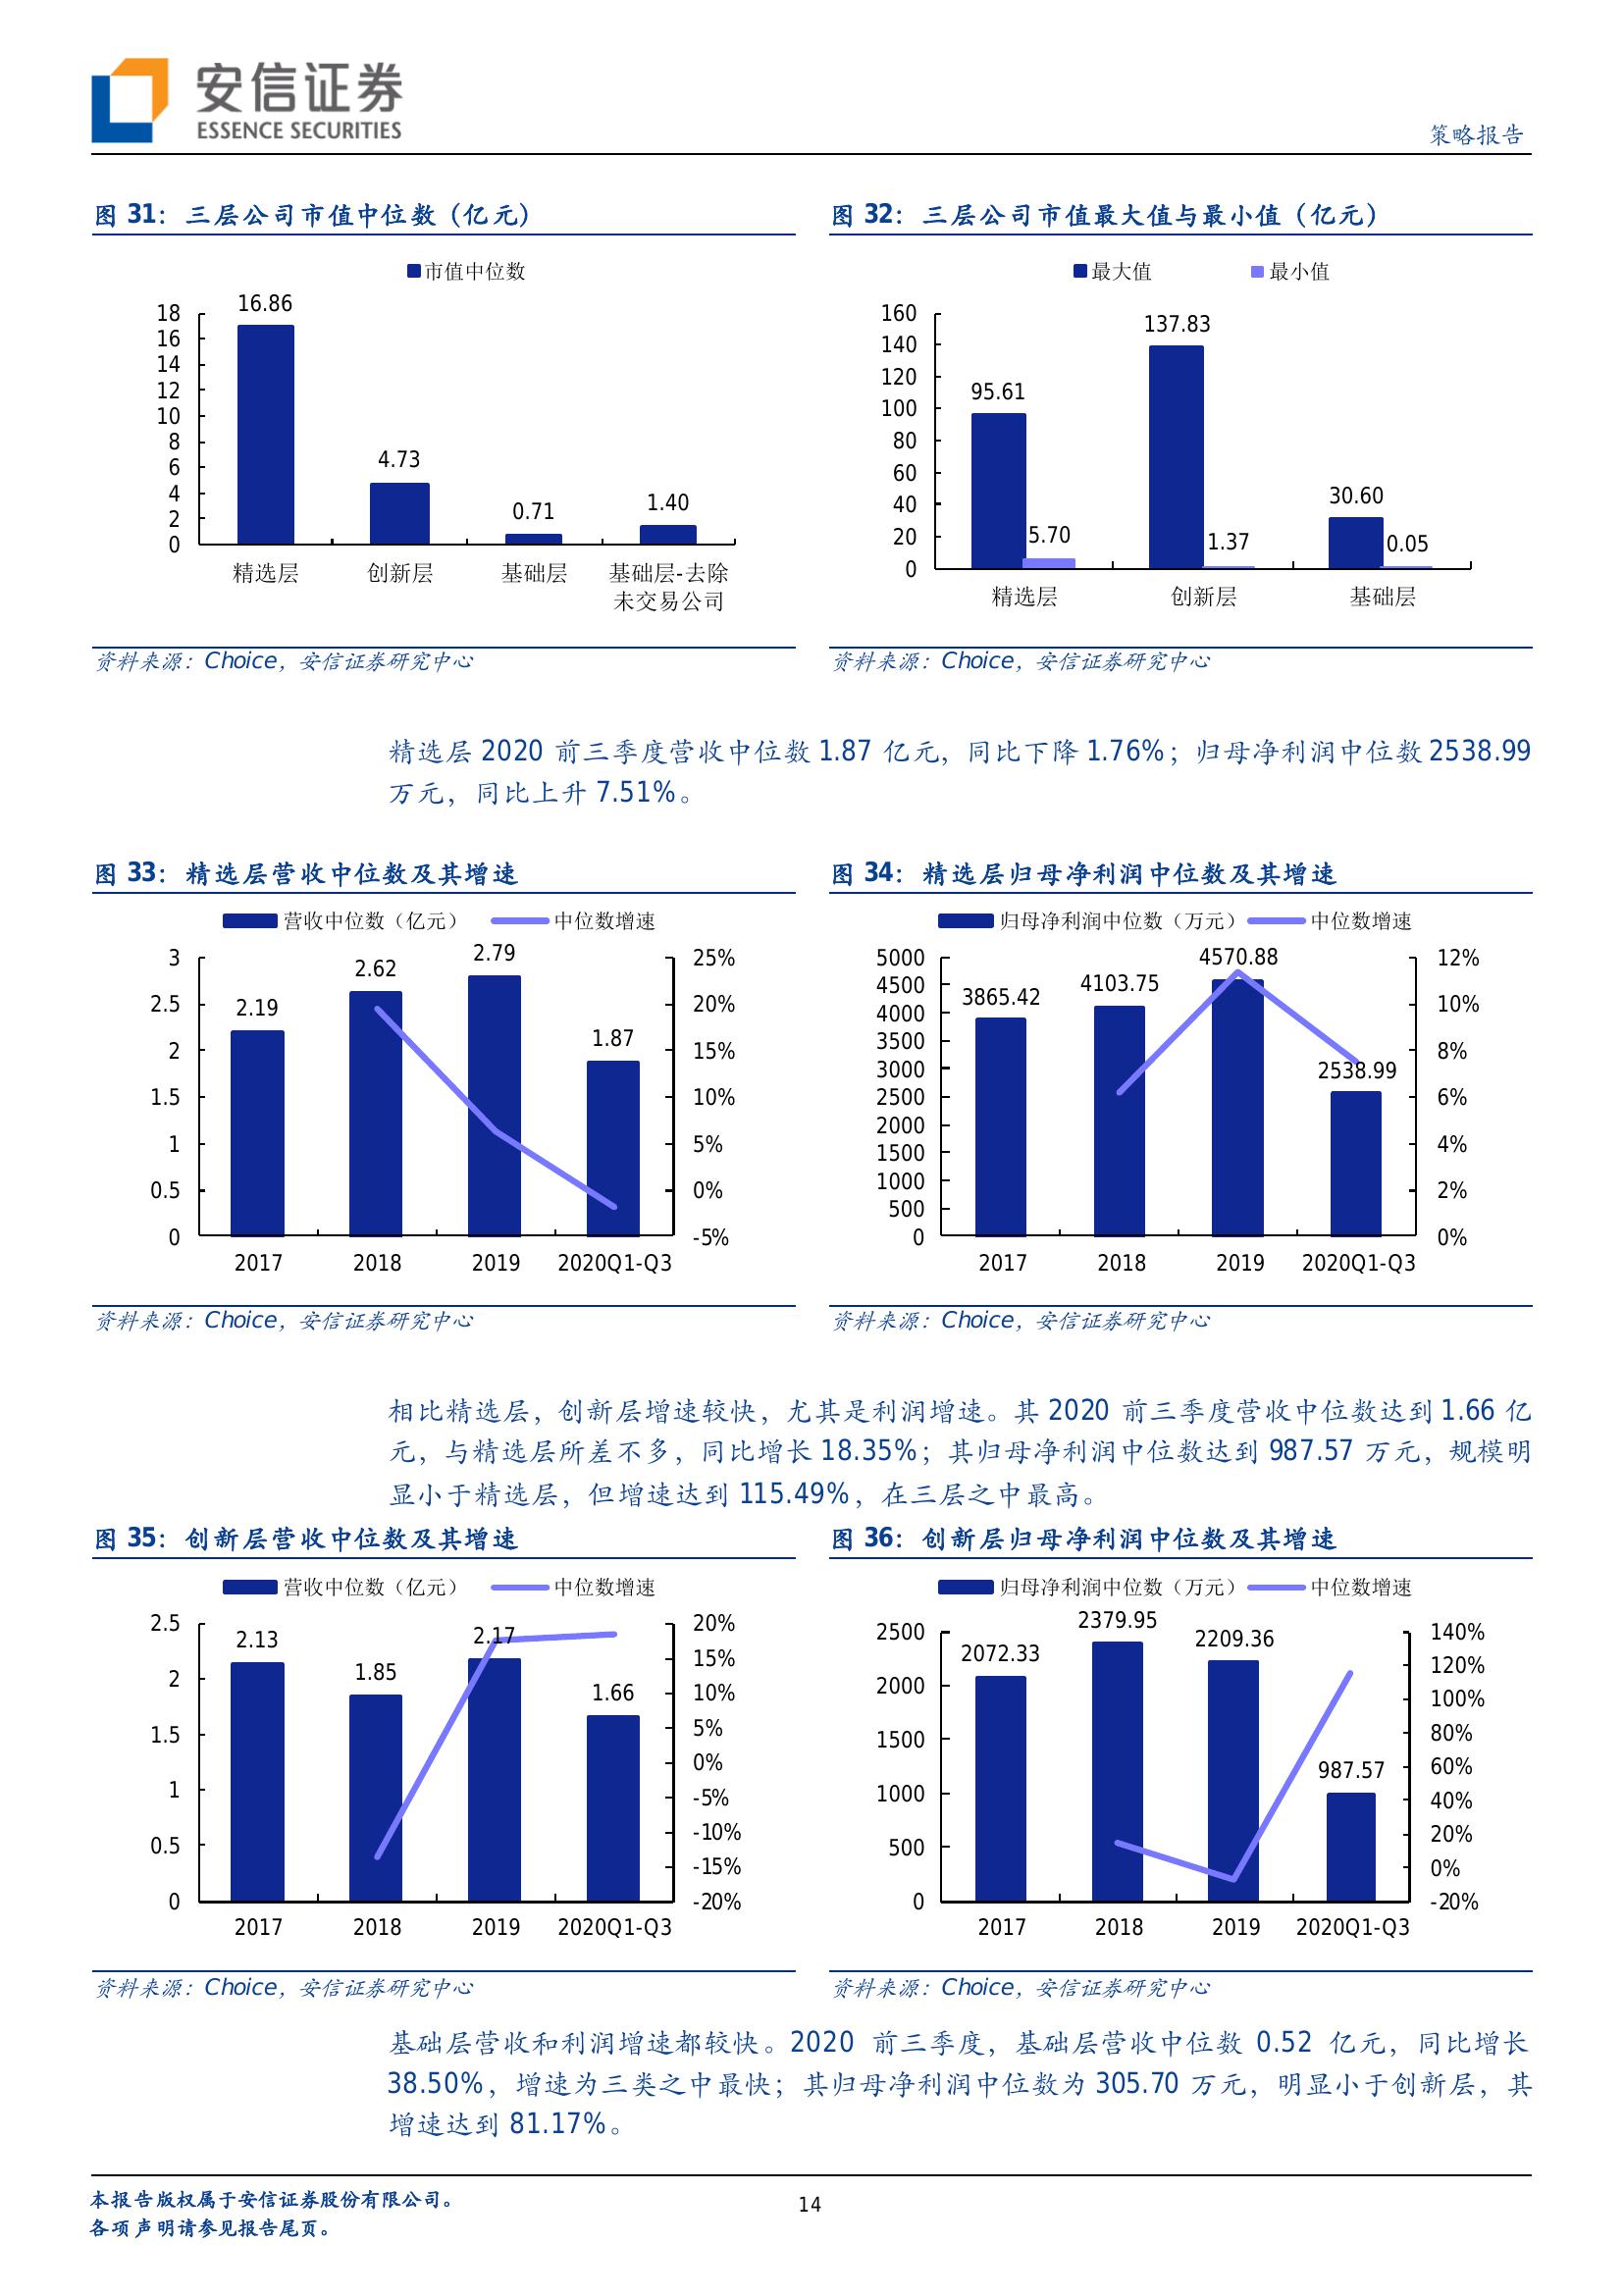 安信证券
ESSENCE SECURITIES
策略报告
图 31：三层公司市值中位数（亿元）
市值中位数
18
16
14
12
10
8
6
4
2
0
16.86
4.73
0.71
1.40
精选层
创新层
基础层
基础层-去除
未交易公司
资料来源：Choice，安信证券研究中心
图 32：三层公司市值最大值与最小值（亿元）
最大值
最小值
160
140
120
100
80
60
40
20
0
95.61
5.70
137.83
1.37
30.60
0.05
精选层
创新层
基础层
资料来源：Choice，安信证券研究中心
精选层 2020 前三季度营收中位数 1.87 亿元，同比下降 1.76%；归母净利润中位数 2538.99
万元，同比上升 7.51%。
图 33：精选层营收中位数及其增速
营收中位数（亿元）
中位数增速
3
2.5
2
1.5
1
0.5
0
2.19
2.62
2.79
1.87
25%
20%
15%
10%
5%
0%
-5%
2017
2018
2019
2020Q1-Q3
资料来源：Choice，安信证券研究中心
图 34：精选层归母净利润中位数及其增速
归母净利润中位数（万元）
中位数增速
5000
4500
4000
3500
3000
2500
2000
1500
1000
500
0
3865.42
4103.75
4570.88
2538.99
12%
10%
8%
6%
4%
2%
0%
2017
2018
2019
2020Q1-Q3
资料来源：Choice，安信证券研究中心
相比精选层，创新层增速较快，尤其是利润增速。其 2020 前三季度营收中位数达到 1.66 亿
元，与精选层所差不多，同比增长 18.35%；其归母净利润中位数达到 987.57 万元，规模明
显小于精选层，但增速达到 115.49%，在三层之中最高。
图 35：创新层营收中位数及其增速
营收中位数（亿元）
中位数增速
2.5
2
1.5
1
0.5
0
2.13
1.85
2.17
1.66
20%
15%
10%
5%
0%
-5%
-10%
-15%
-20%
2017
2018
2019
2020Q1-Q3
资料来源：Choice，安信证券研究中心
图 36：创新层归母净利润中位数及其增速
归母净利润中位数（万元）
中位数增速
2500
2000
1500
1000
500
0
2072.33
2379.95
2209.36
987.57
140%
120%
100%
80%
60%
40%
20%
0%
-20%
2017
2018
2019
2020Q1-Q3
资料来源：Choice，安信证券研究中心
基础层营收和利润增速都较快。2020 前三季度，基础层营收中位数 0.52 亿元，同比增长
38.50%，增速为三类之中最快；其归母净利润中位数为 305.70 万元，明显小于创新层，其
增速达到 81.17%。
本报告版权属于安信证券股份有限公司。
各项声明请参见报告尾页。
14